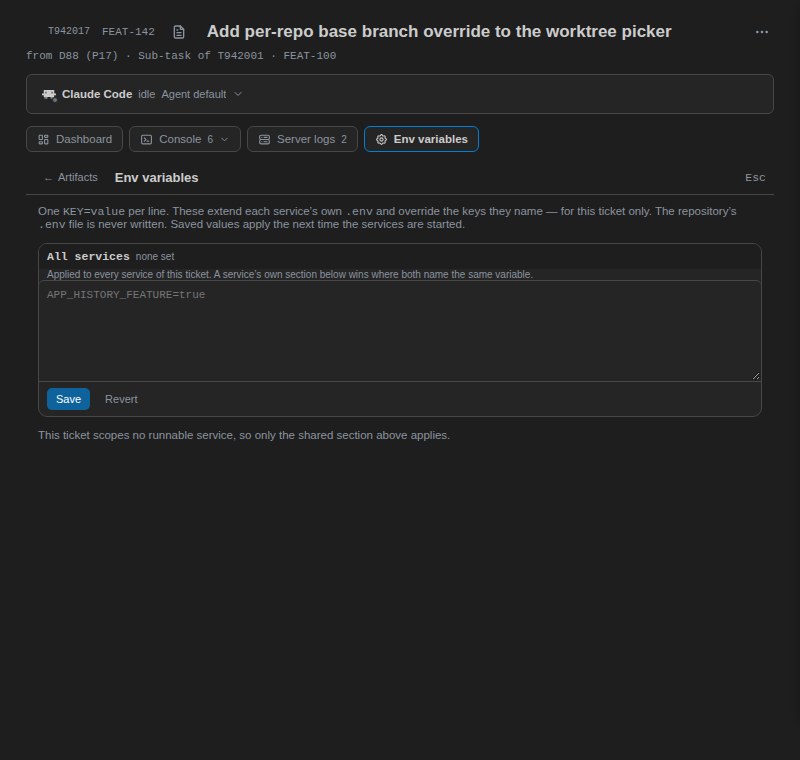 T942017 FEAT-142 Add per-repo base branch override to the worktree picker ···
from D88 (P17) · Sub-task of T942001 · FEAT-100
Claude Code idle Agent default
Dashboard Console 6 Server logs 2 Env variables
← Artifacts Env variables Esc
One KEY=value per line. These extend each service's own .env and override the keys they name — for this ticket only. The repository's
.env file is never written. Saved values apply the next time the services are started.
All services none set
Applied to every service of this ticket. A service's own section below wins where both name the same variable.
APP_HISTORY_FEATURE=true
Save Revert
This ticket scopes no runnable service, so only the shared section above applies.